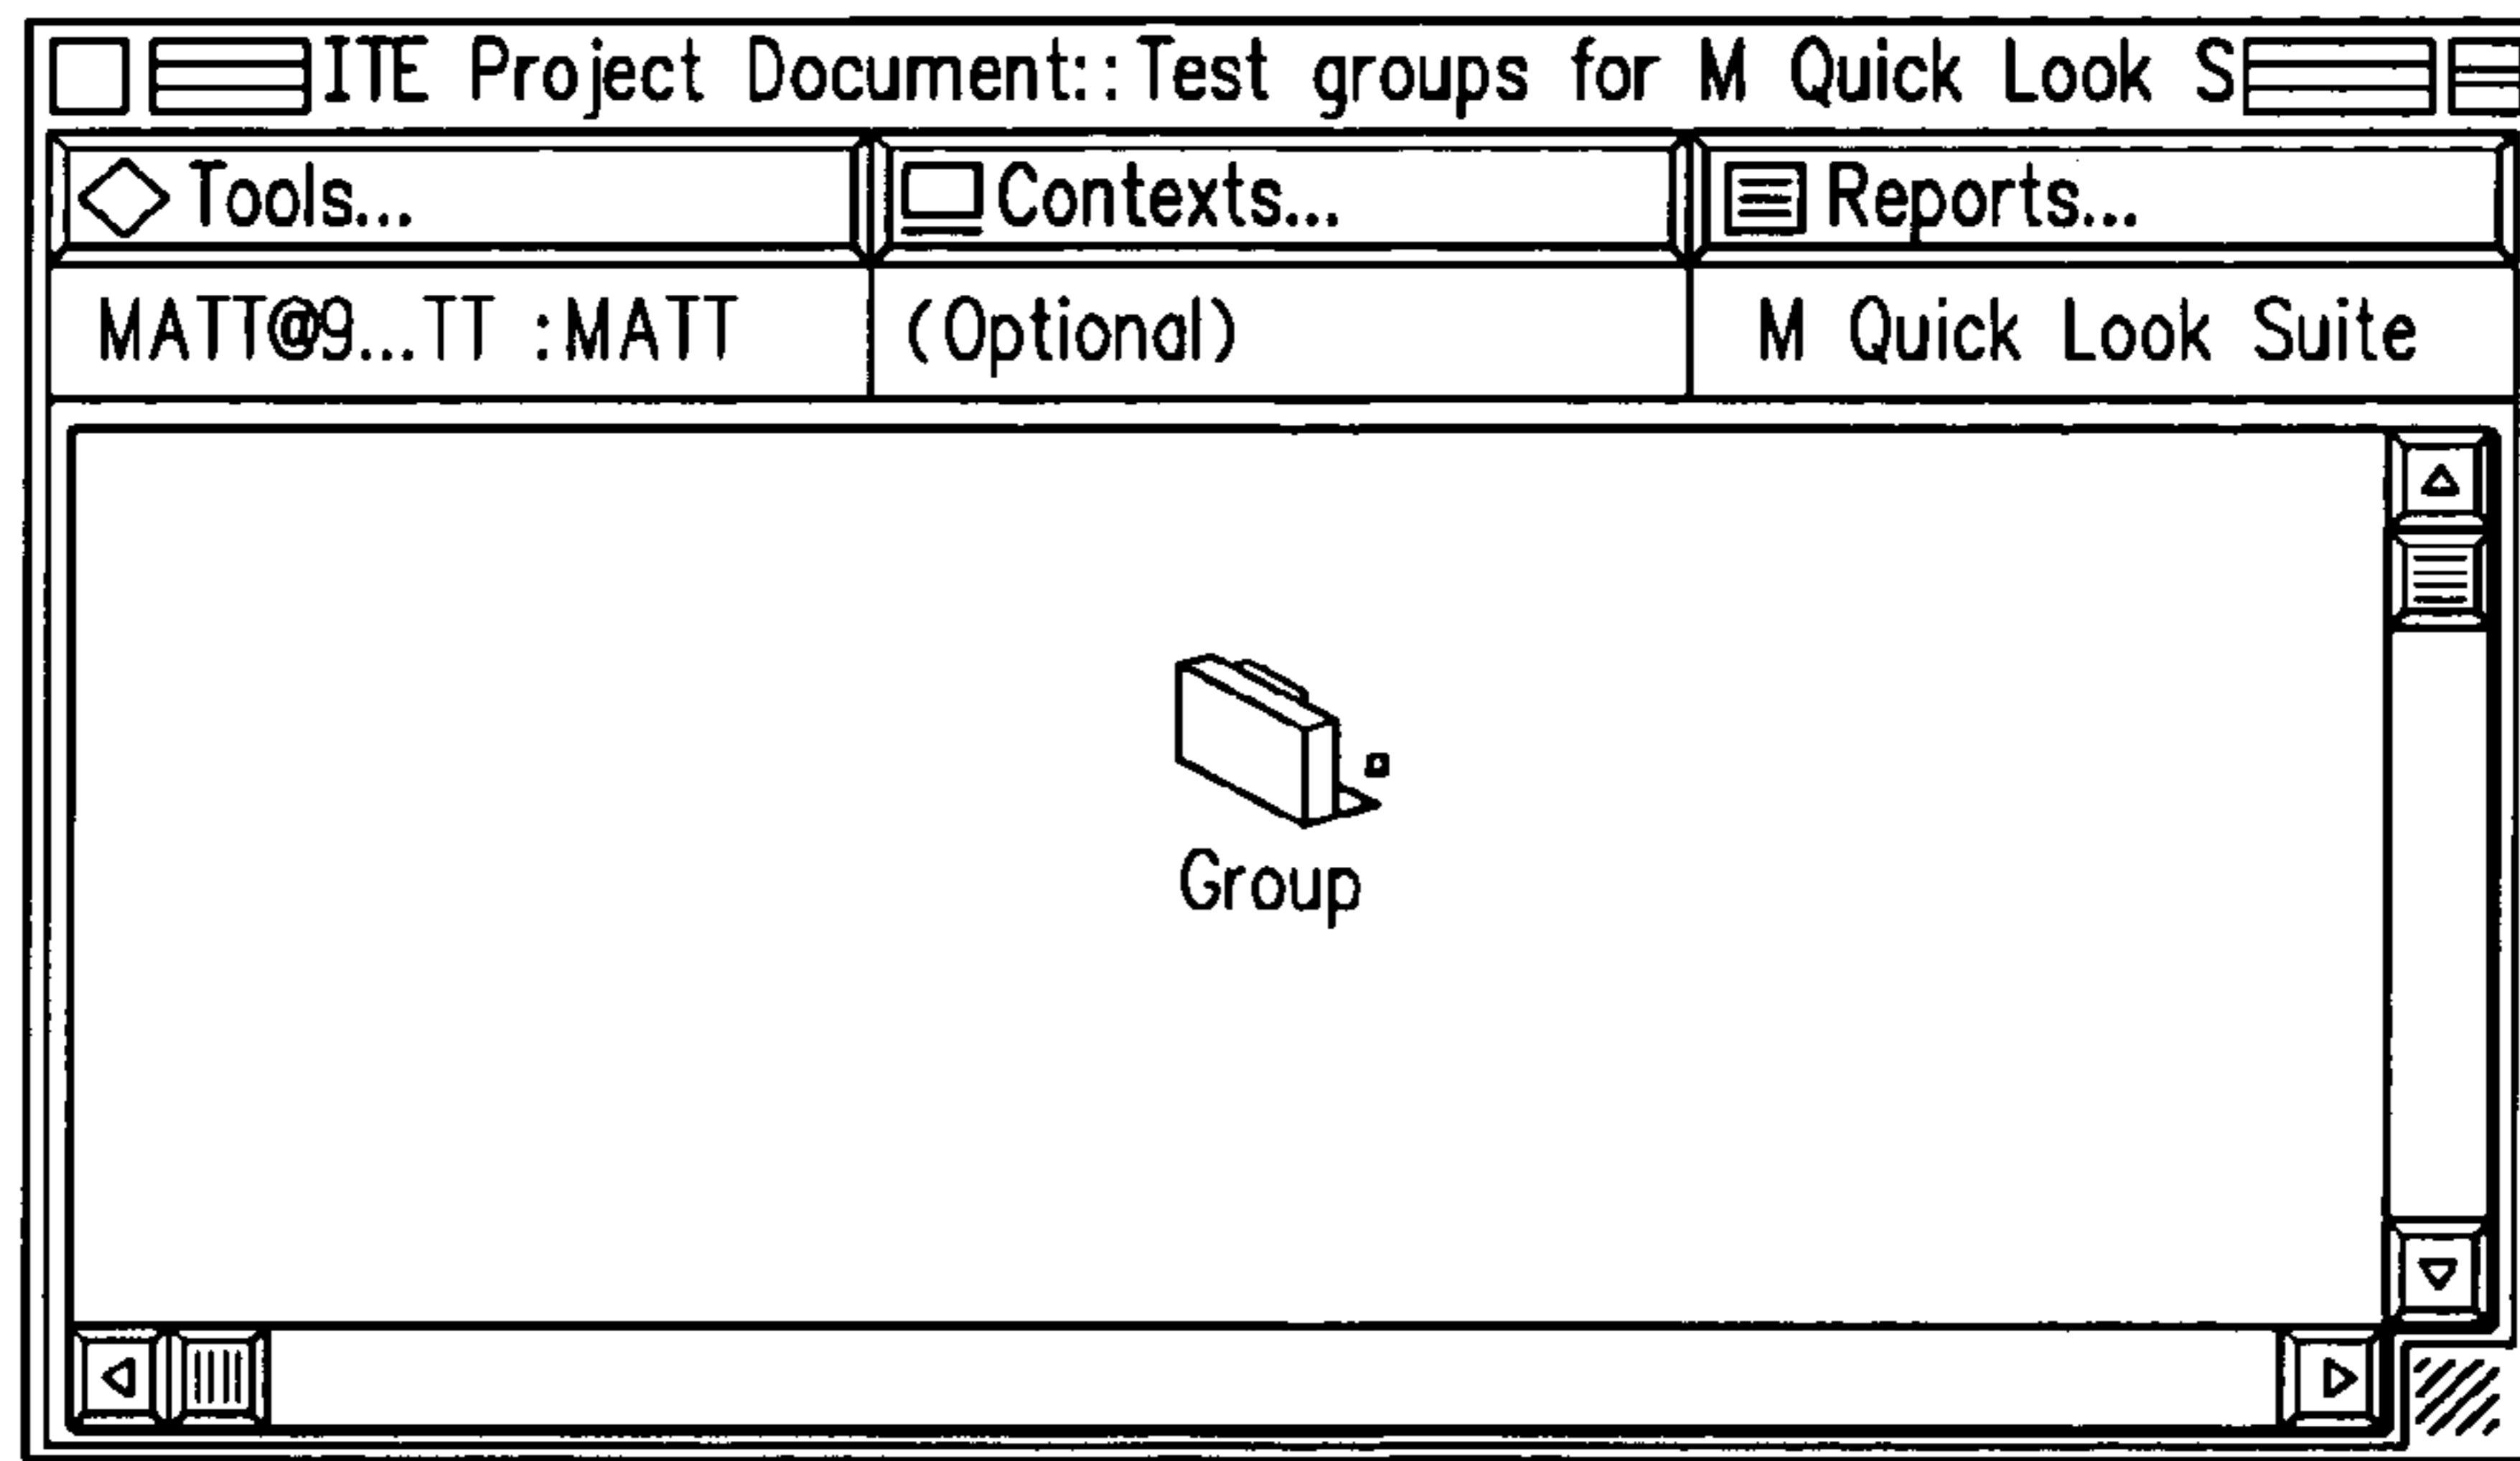 ITE Project Document::Test groups for M Quick Look S
Tools... Contexts... Reports...
MATT@9...TT :MATT (Optional) M Quick Look Suite
Group